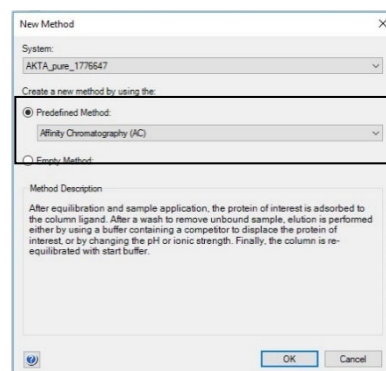 New Method
System:
AKTA_pure_1776647
Create a new method by using the:
Predefined Method:
Affinity Chromatography (AC)
Empty Method:
Method Description
After equilibration and sample application, the protein of interest is adsorbed to
the column ligand. After a wash to remove unbound sample, elution is performed
either by using a buffer containing a competitor to displace the protein of
interest, or by changing the pH or ionic strength. Finally, the column is re-
equilibrated with start buffer.
OK Cancel